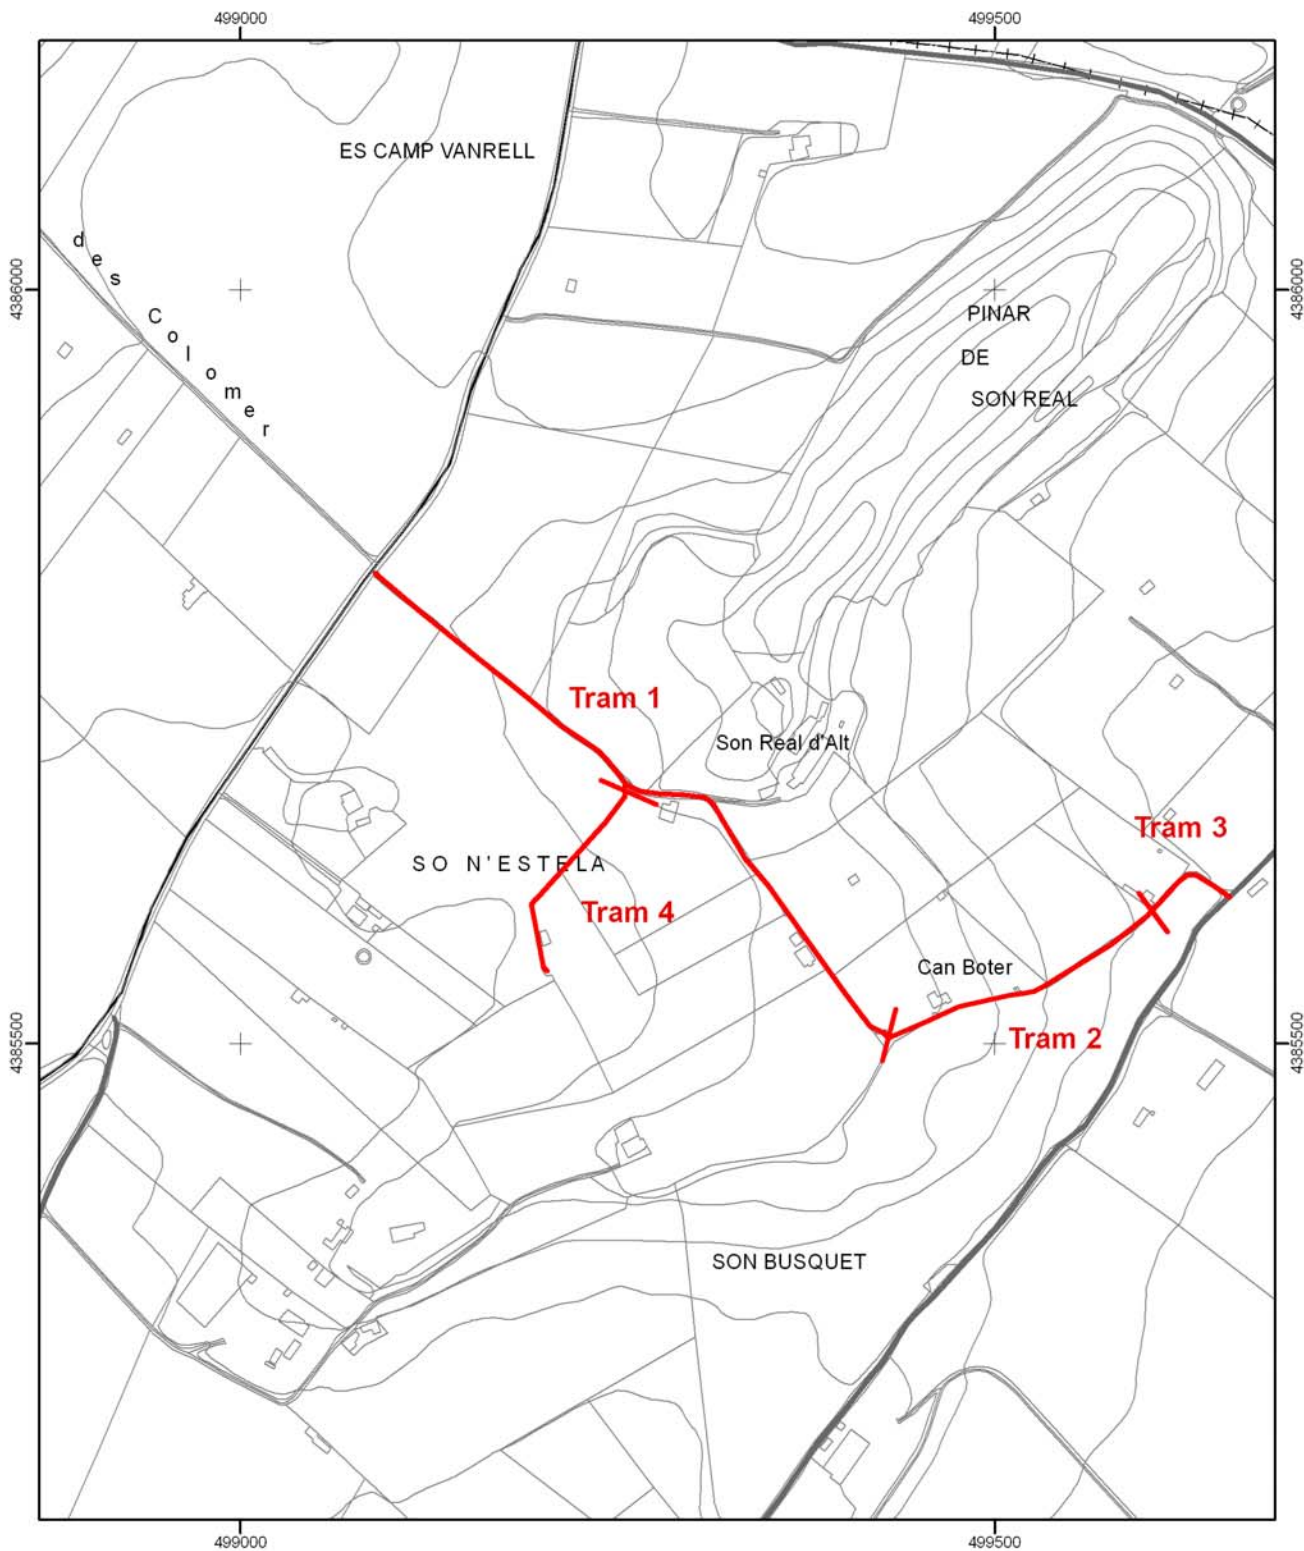 499000
499500
ES CAMP VANRELL
des Colomer
4386000
4386000
PINAR
DE
SON REAL
Tram 1
Son Real d'Alt
Tram 3
SO N'ESTELA
Tram 4
Can Boter
4385500
Tram 2
4385500
SON BUSQUET
499000
499500